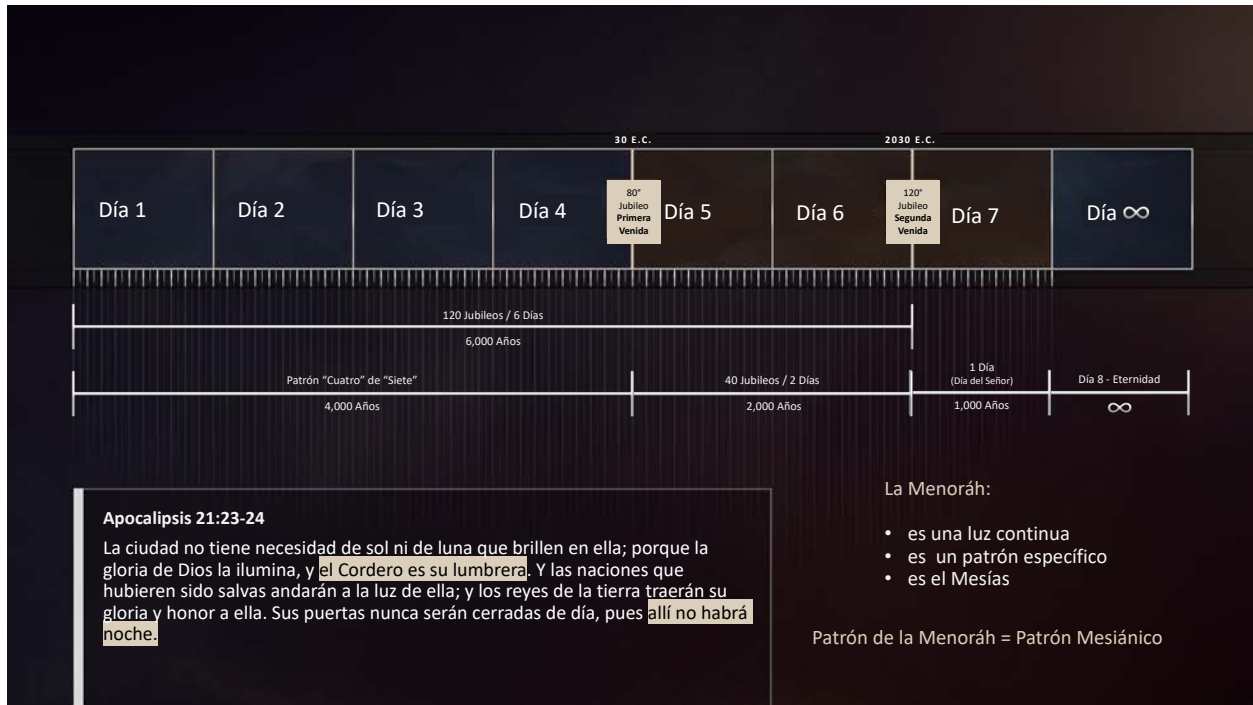 30 E.C.
2030 E.C.
Día 1
Día 2
Día 3
Día 4
80°
Jubileo
Primera
Venida
Día 5
Día 6
120°
Jubileo
Segunda
Venida
Día 7
Día ∞
120 Jubileos / 6 Días
6,000 Años
Patrón “Cuatro” de “Siete”
4,000 Años
40 Jubileos / 2 Días
2,000 Años
1 Día
(Día del Señor)
1,000 Años
Día 8 - Eternidad
∞
Apocalipsis 21:23-24
La ciudad no tiene necesidad de sol ni de luna que brillen en ella; porque la
gloria de Dios la ilumina, y el Cordero es su lumbrera. Y las naciones que
hubieren sido salvas andarán a la luz de ella; y los reyes de la tierra traerán su
gloria y honor a ella. Sus puertas nunca serán cerradas de día, pues allí no habrá
noche.
La Menoráh:
• es una luz continua
• es un patrón específico
• es el Mesías
Patrón de la Menoráh = Patrón Mesiánico